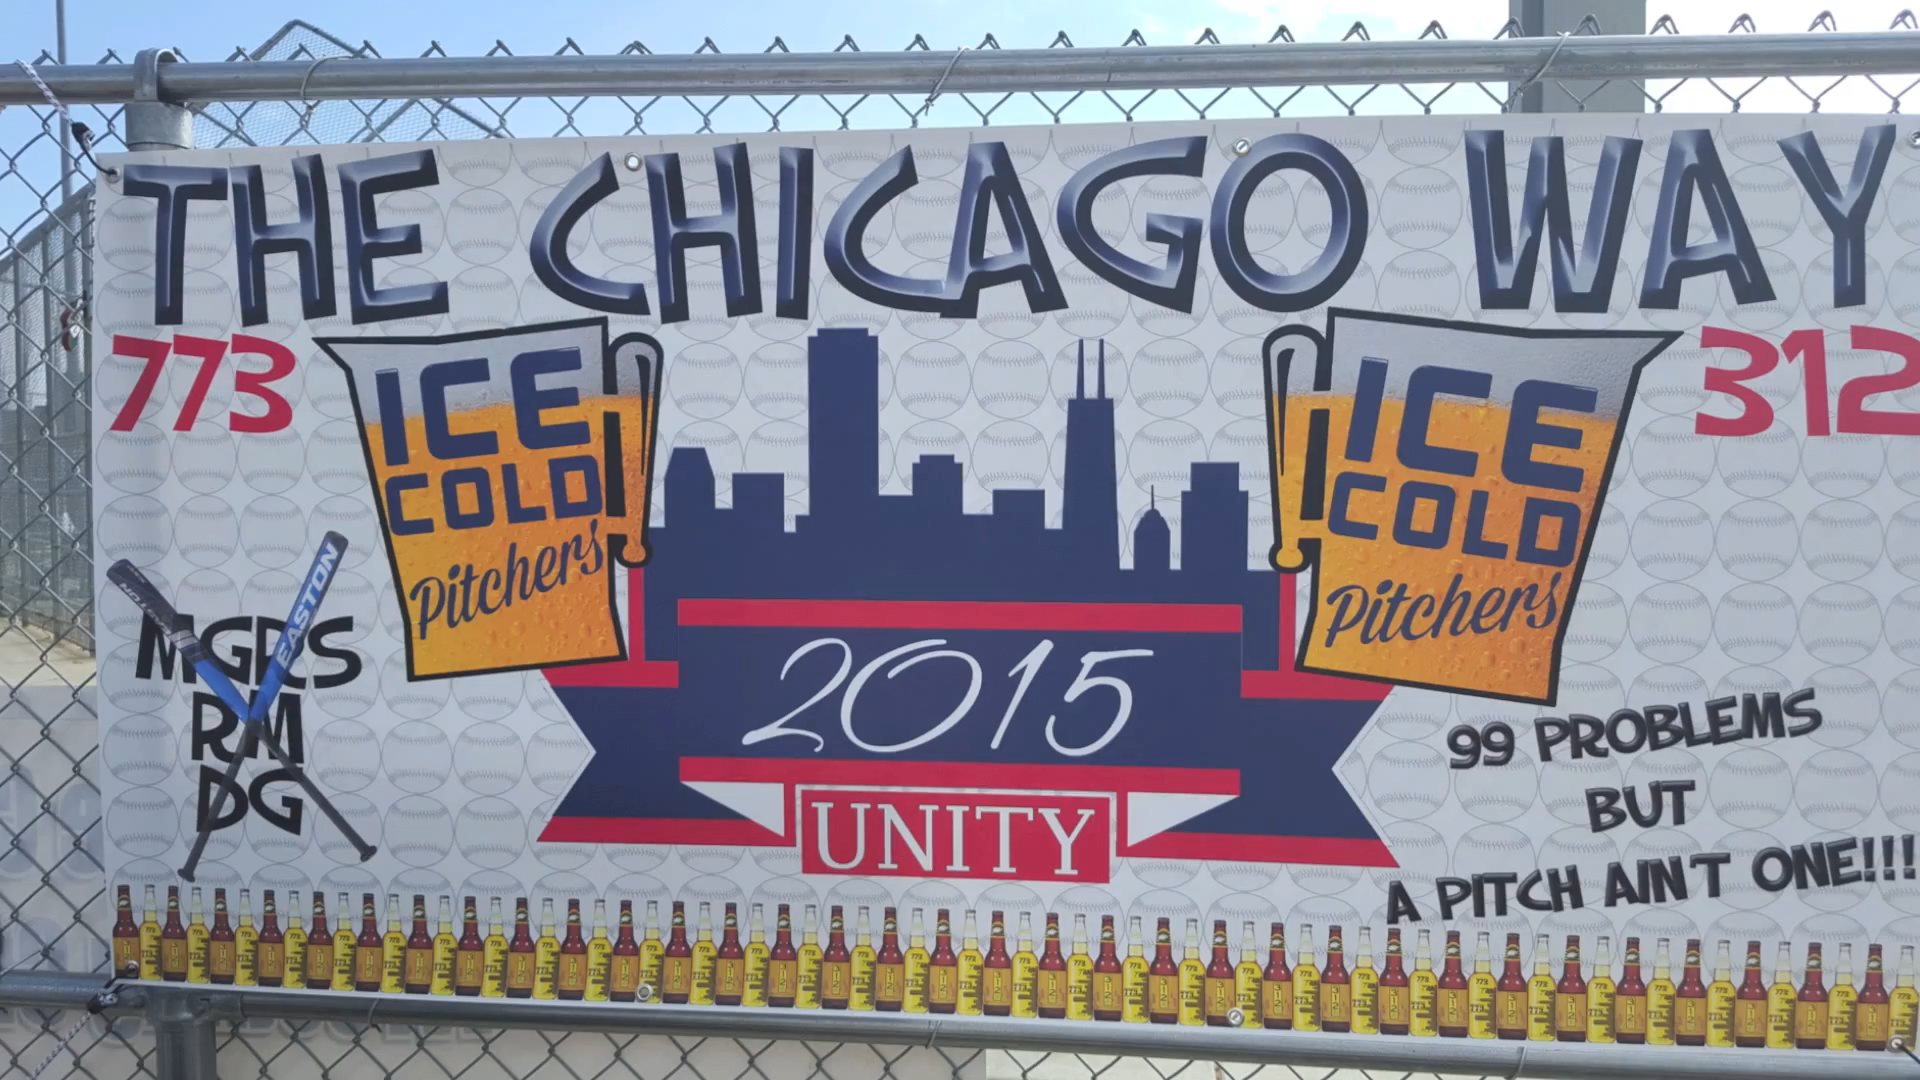 THE CHICAGO WAY
773
312
ICE
COLD
Pitchers'
ICE
COLD
Pitchers'
EASTON
MGRS
RM
DG
2015
UNITY
99 PROBLEMS
BUT
A PITCH AIN'T ONE!!!